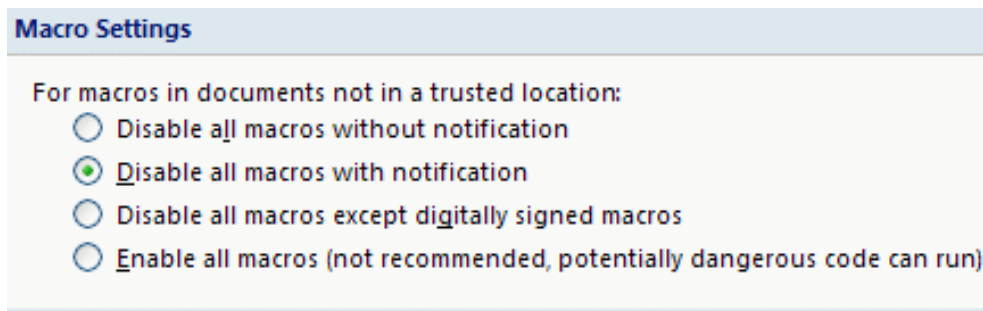 Macro Settings
For macros in documents not in a trusted location:
Disable all macros without notification
Disable all macros with notification
Disable all macros except digitally signed macros
Enable all macros (not recommended, potentially dangerous code can run)